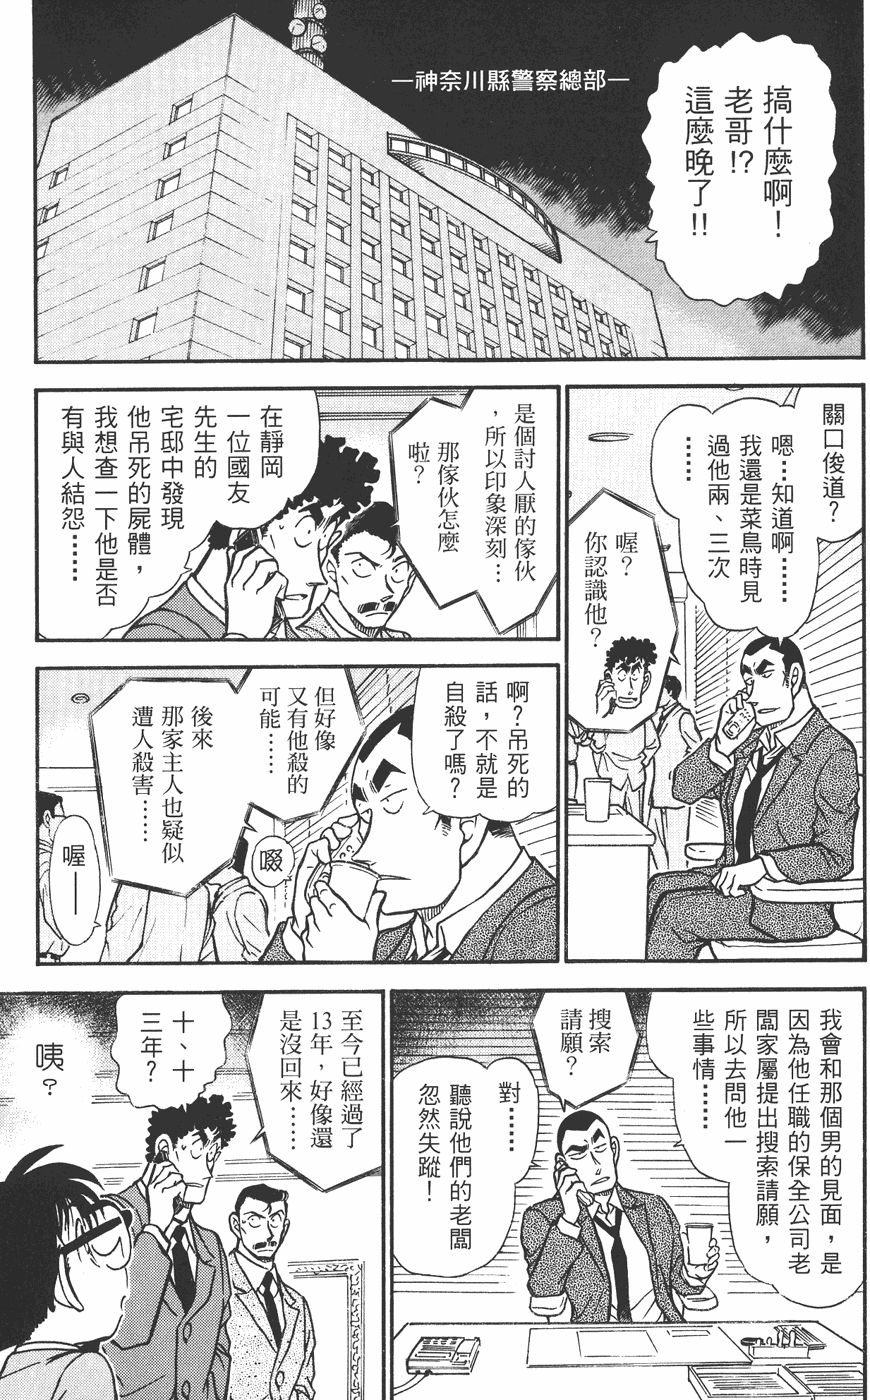 搞什麼啊！
老哥!?
這麼晚了!!
—神奈川縣警察總部—
關口俊道？
嗯…知道啊……
我還是菜鳥時見
過他兩、三次
……
喔？
你認識他？
是個討人厭的傢伙
，所以印象深刻…
那傢伙怎麼
啦？
在靜岡
一位國友
先生的
宅邸中發現
他吊死的屍體，
我想查一下他是否
有與人結怨……
啊？吊死的
話，不就是
自殺了嗎？
但好像
又有他殺的
可能……
後來
那家主人也疑似
遭人殺害……
啜
喔——
我會和那個男的見面，是
因為他任職的保全公司老
闆家屬提出搜索請願，
所以去問他一
些事情……
搜索
請願？
對……
聽說他們的老闆
忽然失蹤！
至今已經過了
13年，好像還
是沒回來……
十、十
三年？
咦？